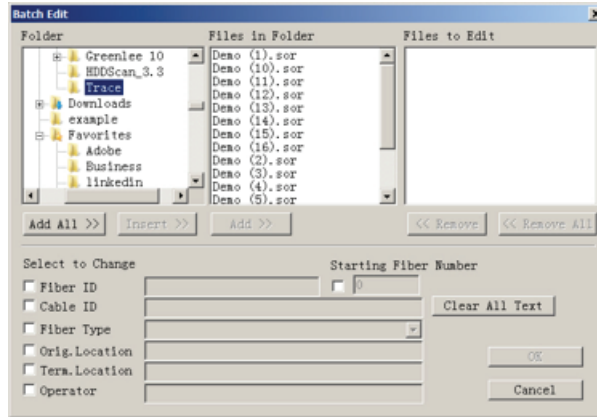 Batch Edit
Folder
Files in Folder
Files to Edit
Greenlee 10
HDDScan_3.3
Trace
Downloads
example
Favorites
Adobe
Business
linkedin
Demo (1).sor
Demo (10).sor
Demo (11).sor
Demo (12).sor
Demo (13).sor
Demo (14).sor
Demo (15).sor
Demo (16).sor
Demo (2).sor
Demo (3).sor
Demo (4).sor
Demo (5).sor
Add All >>
Insert >>
Add >>
<< Remove
<< Remove All
Select to Change
Starting Fiber Number
Fiber ID
0
Cable ID
Clear All Text
Fiber Type
Orig.Location
OK
Term.Location
Operator
Cancel